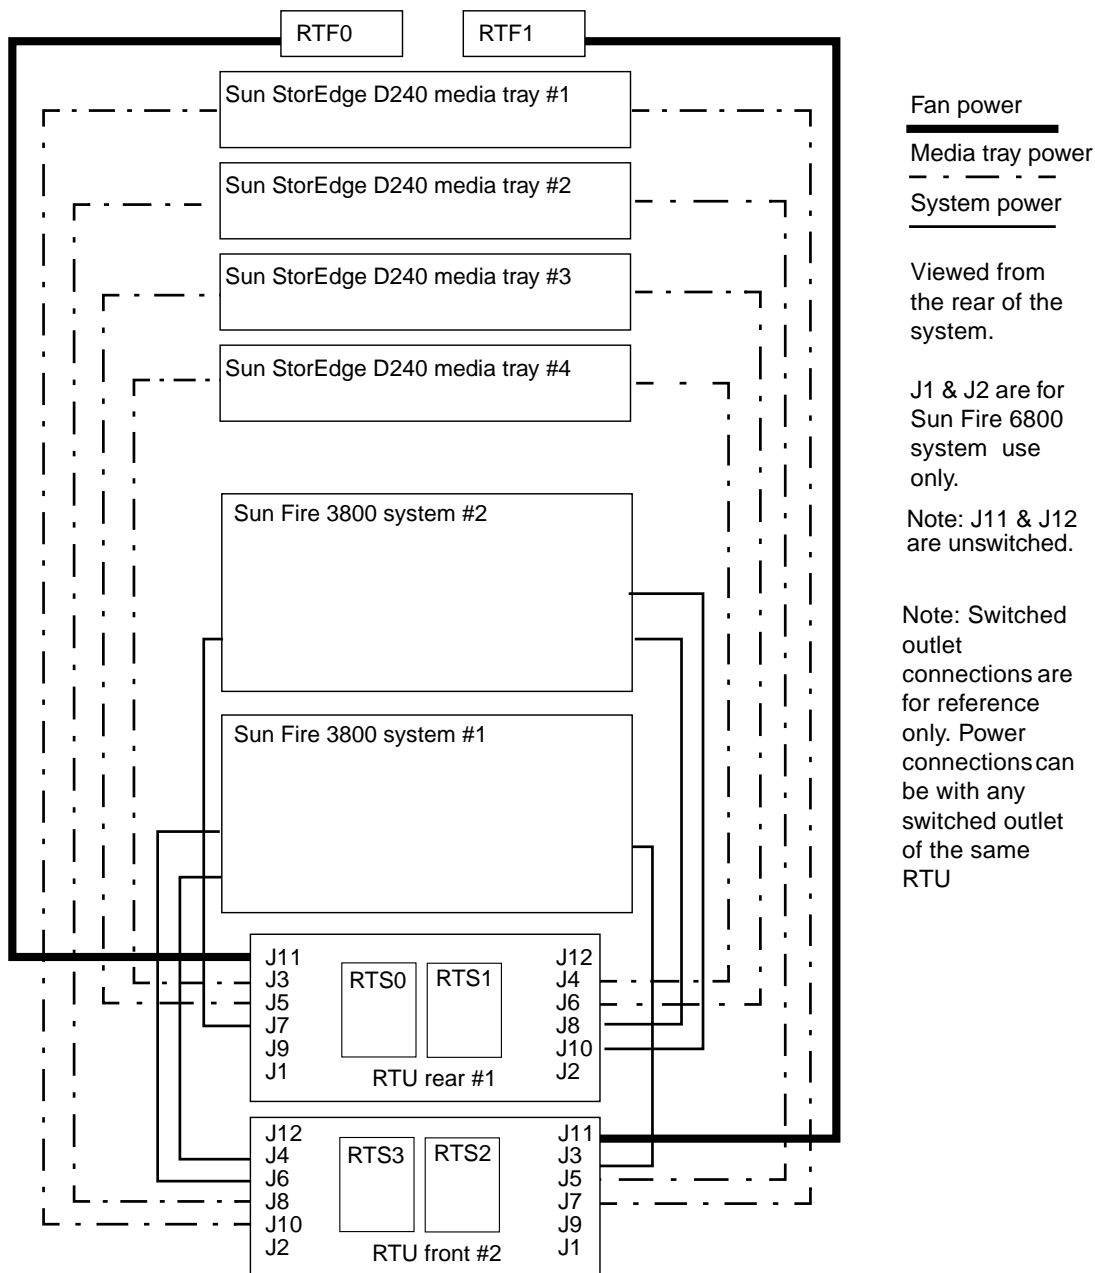 RTF0
RTF1
Sun StorEdge D240 media tray #1
Sun StorEdge D240 media tray #2
Sun StorEdge D240 media tray #3
Sun StorEdge D240 media tray #4
Sun Fire 3800 system #2
Sun Fire 3800 system #1
J11
J3
J5
J7
J9
J1
RTS0
RTS1
J12
J4
J6
J8
J10
J2
RTU rear #1
J12
J4
J6
J8
J10
J2
RTS3
RTS2
J11
J3
J5
J7
J9
J1
RTU front #2
Fan power
Media tray power
System power
Viewed from
the rear of the
system.
J1 & J2 are for
Sun Fire 6800
system use
only.
Note: J11 & J12
are unswitched.
Note: Switched
outlet
connections are
for reference
only. Power
connections can
be with any
switched outlet
of the same
RTU